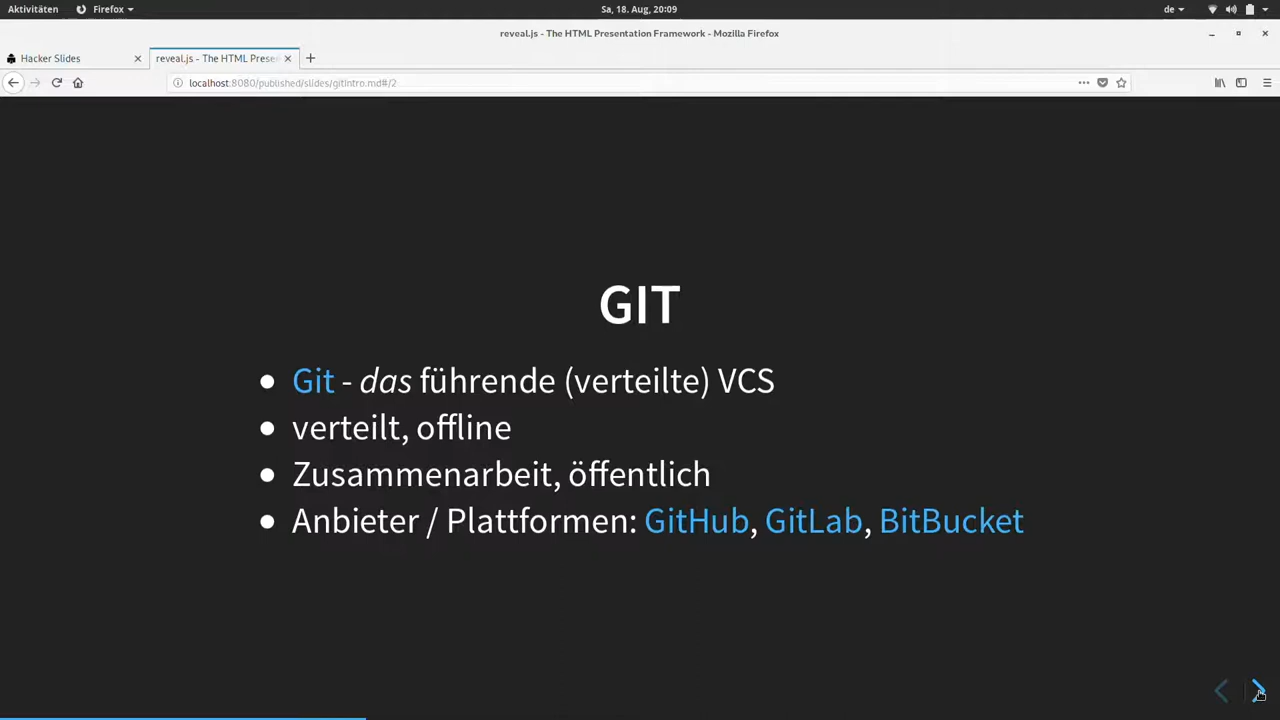 Aktivitäten Firefox Sa, 18. Aug, 20:09 de
reveal.js - The HTML Presentation Framework - Mozilla Firefox
Hacker Slides reveal.js - The HTML Prese
localhost:8080/published/slides/gitIntro.md#/2
GIT
Git - das führende (verteilte) VCS
verteilt, offline
Zusammenarbeit, öffentlich
Anbieter / Plattformen: GitHub, GitLab, BitBucket